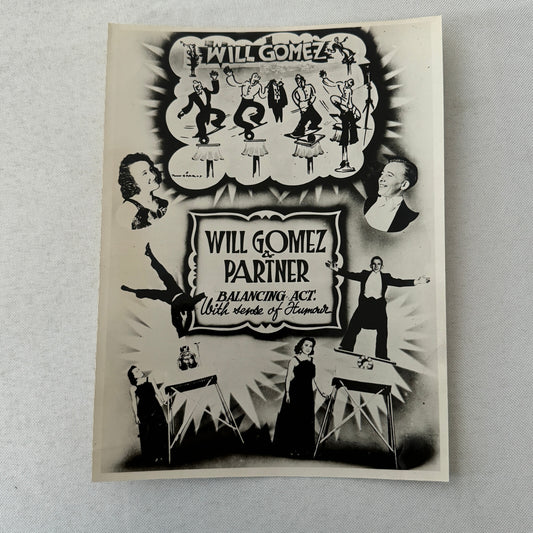 WILL GOMEZ
WILL GOMEZ
&
PARTNER
BALANCING ACT.
With sense of Humour